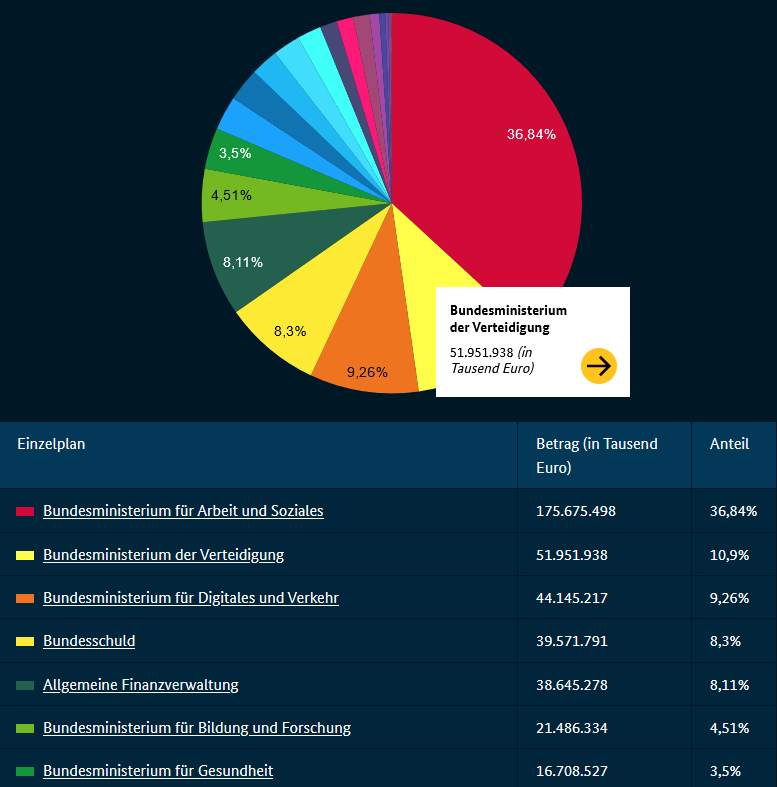 36,84%
3,5%
4,51%
8,11%
8,3%
9,26%
Bundesministerium
der Verteidigung
51.951.938 (in
Tausend Euro)
Einzelplan Betrag (in Tausend Euro) Anteil
Bundesministerium für Arbeit und Soziales 175.675.498 36,84%
Bundesministerium der Verteidigung 51.951.938 10,9%
Bundesministerium für Digitales und Verkehr 44.145.217 9,26%
Bundesschuld 39.571.791 8,3%
Allgemeine Finanzverwaltung 38.645.278 8,11%
Bundesministerium für Bildung und Forschung 21.486.334 4,51%
Bundesministerium für Gesundheit 16.708.527 3,5%